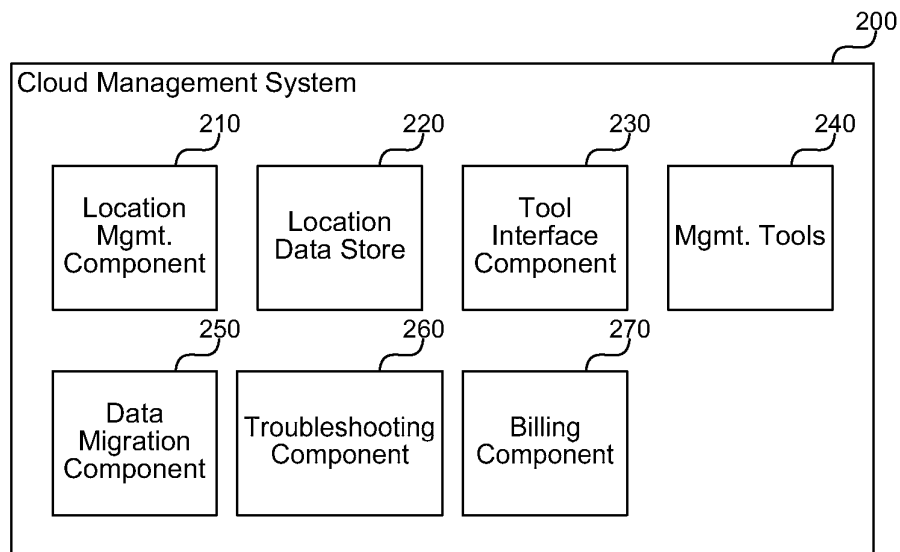 200
Cloud Management System
210
220
230
240
Location
Mgmt.
Component
Location
Data Store
Tool
Interface
Component
Mgmt. Tools
250
260
270
Data
Migration
Component
Troubleshooting
Component
Billing
Component